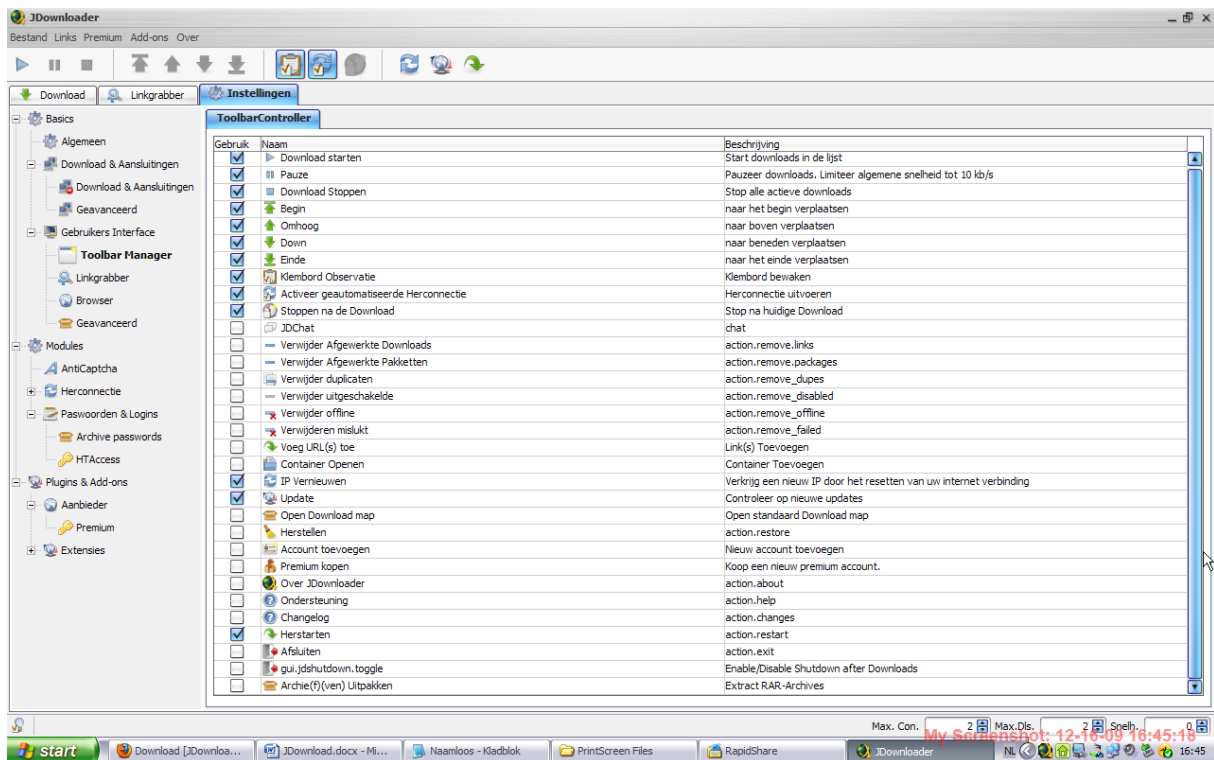 JDownloader
Bestand Links Premium Add-ons Over
Download Linkgrabber Instellingen
Basics
Algemeen
Download & Aansluitingen
Download & Aansluitingen
Geavanceerd
Gebruikers Interface
Toolbar Manager
Linkgrabber
Browser
Geavanceerd
Modules
AntiCaptcha
Herconnectie
Paswoorden & Logins
Archive passwords
HTAccess
Plugins & Add-ons
Aanbieder
Premium
Extensies
ToolbarController
Gebruik Naam Beschrijving
Download starten Start downloads in de lijst
Pauze Pauzeer downloads. Limiteer algemene snelheid tot 10 kb/s
Download Stoppen Stop alle actieve downloads
Begin naar het begin verplaatsen
Omhoog naar boven verplaatsen
Down naar beneden verplaatsen
Einde naar het einde verplaatsen
Klembord Observatie Klembord bewaken
Activeer geautomatiseerde Herconnectie Herconnectie uitvoeren
Stoppen na de Download Stop na huidige Download
JDChat chat
Verwijder Afgewerkte Downloads action.remove.links
Verwijder Afgewerkte Pakketten action.remove.packages
Verwijder duplicaten action.remove_dupes
Verwijder uitgeschakelde action.remove_disabled
Verwijder offline action.remove_offline
Verwijderen mislukt action.remove_failed
Voeg URL(s) toe Link(s) Toevoegen
Container Openen Container Toevoegen
IP Vernieuwen Verkrijg een nieuw IP door het resetten van uw internet verbinding
Update Controleer op nieuwe updates
Open Download map Open standaard Download map
Herstellen action.restore
Account toevoegen Nieuw account toevoegen
Premium kopen Koop een nieuw premium account.
Over JDownloader action.about
Ondersteuning action.help
Changelog action.changes
Herstarten action.restart
Afsluiten action.exit
gui.jdshutdown.toggle Enable/Disable Shutdown after Downloads
Archie(f)(ven) Uitpakken Extract RAR-Archives
Max. Con. 2 Max.Dls. 2 Snelh. 0
My Screenshot: 12-16-09 16:45:18
start Download [JDownloa... JDownload.docx - Mi... Naamloos - Kladblok PrintScreen Files RapidShare JDownloader NL 16:45